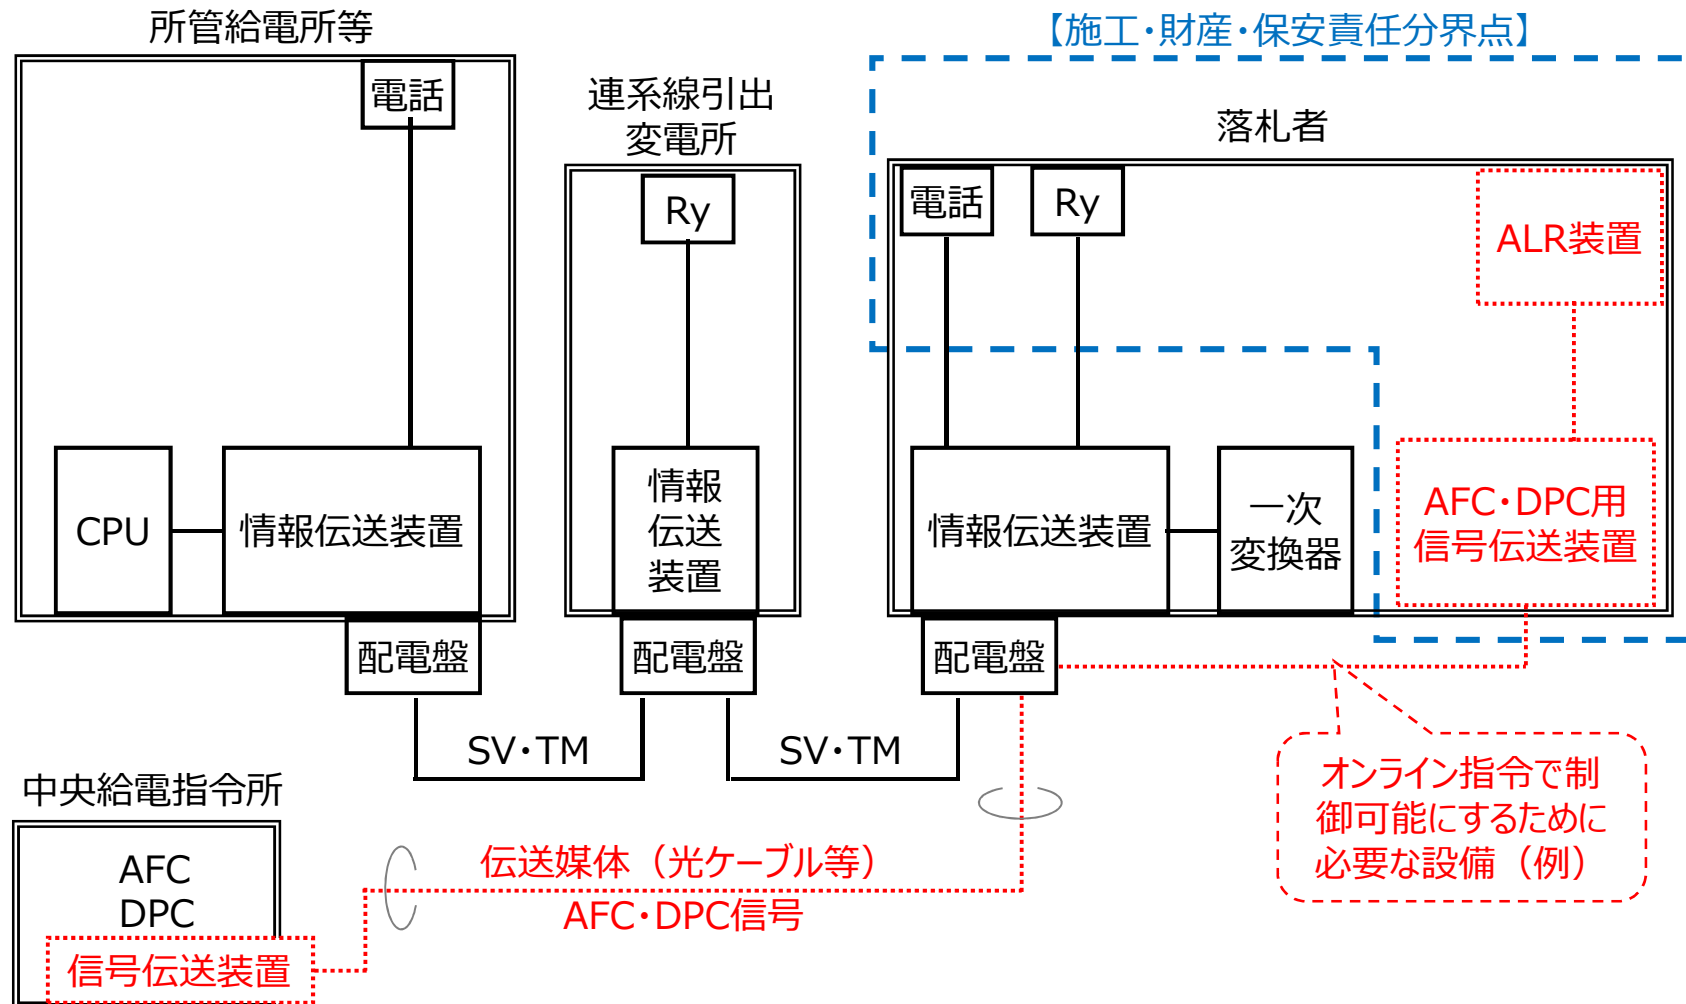 所管給電所等
【施工・財産・保安責任分界点】
電話
連系線引出
変電所
落札者
Ry
電話
Ry
ALR装置
CPU
情報伝送装置
情報
伝送
装置
情報伝送装置
一次
変換器
AFC・DPC用
信号伝送装置
配電盤
配電盤
配電盤
SV・TM
SV・TM
中央給電指令所
オンライン指令で制
御可能にするために
必要な設備（例）
AFC
DPC
伝送媒体（光ケーブル等）
AFC・DPC信号
信号伝送装置